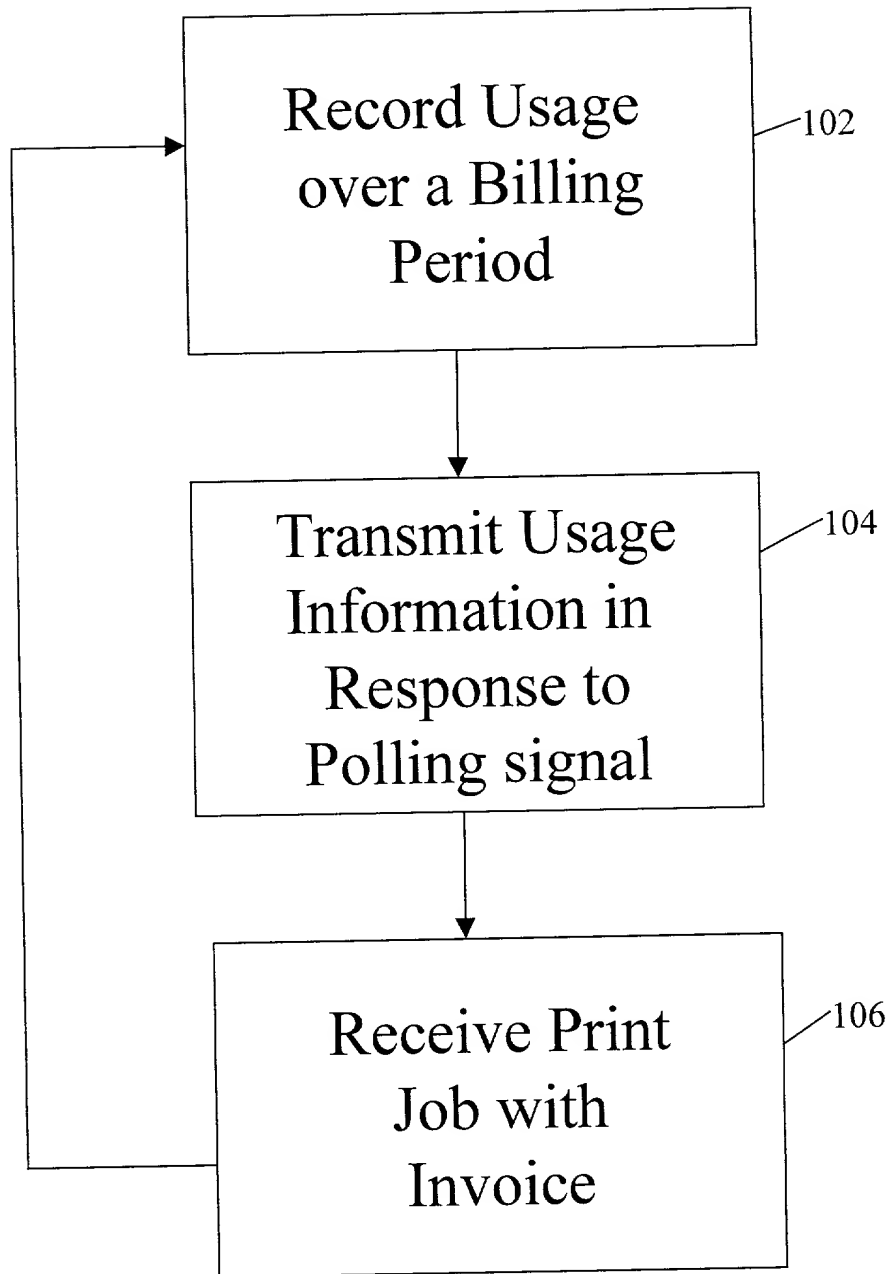 Record Usage
over a Billing
Period
102
Transmit Usage
Information in
Response to
Polling signal
104
Receive Print
Job with
Invoice
106